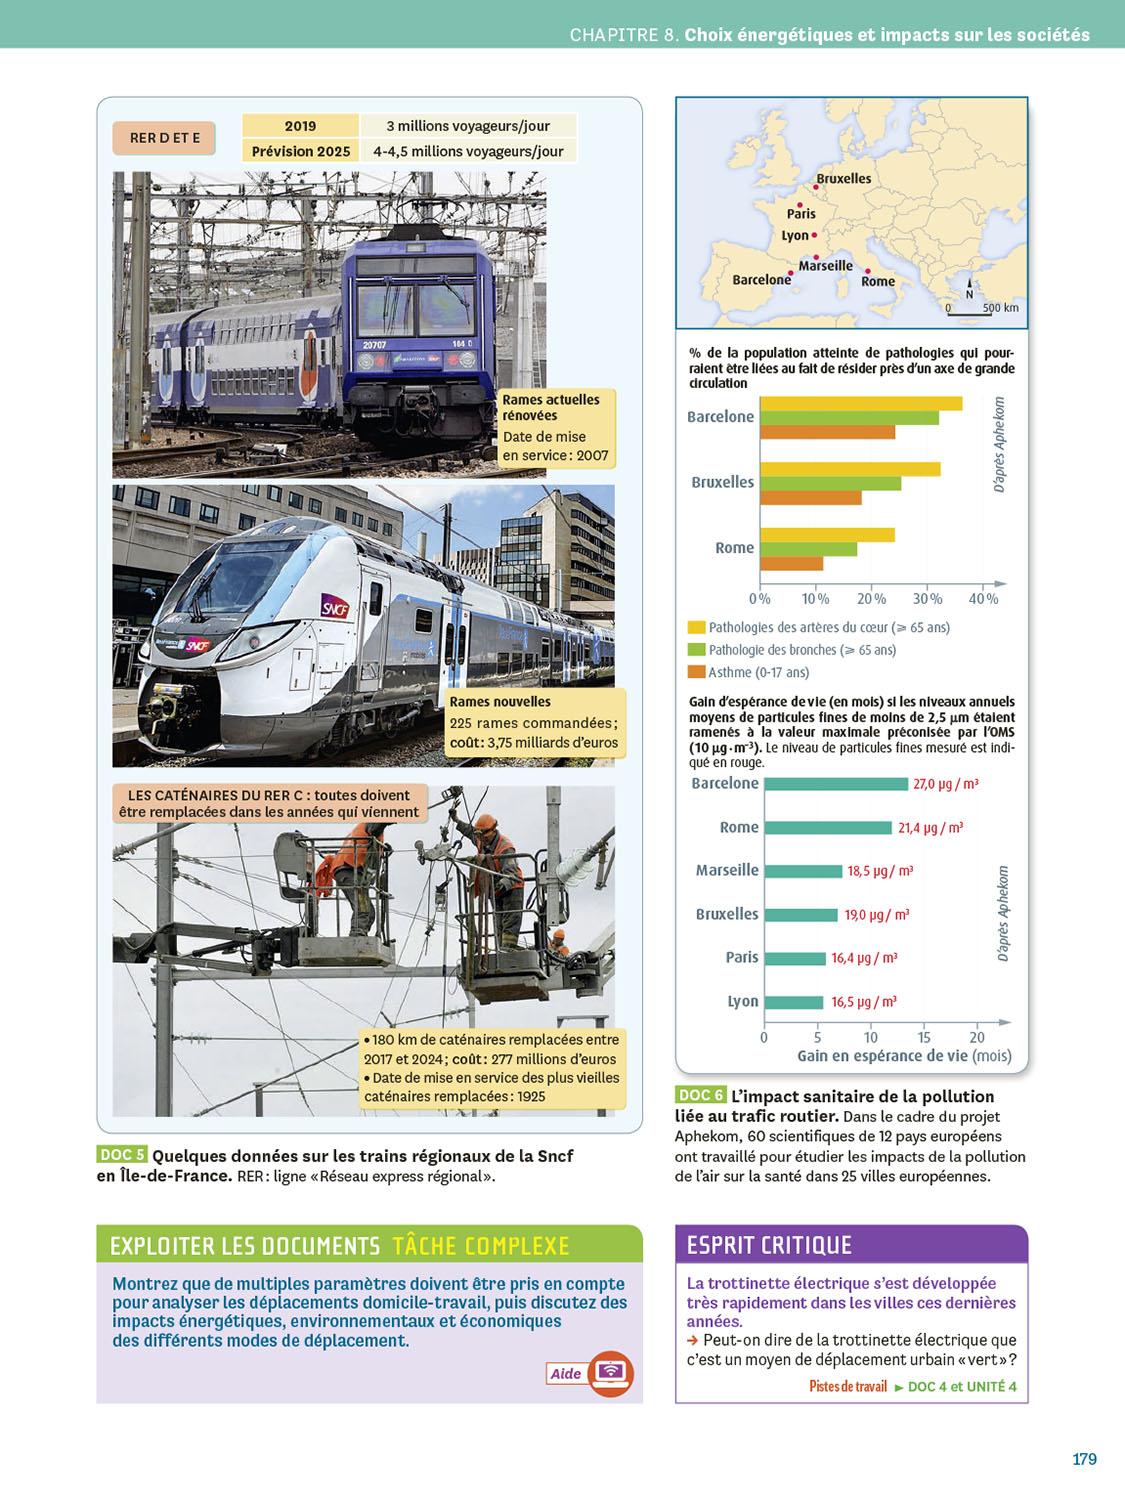 CHAPITRE 8. Choix énergétiques et impacts sur les sociétés
RER D ET E
2019 3 millions voyageurs/jour
Prévision 2025 4-4,5 millions voyageurs/jour
20707 184 D
Rames actuelles
rénovées
Date de mise
en service : 2007
SNCF
SNCF
Rames nouvelles
225 rames commandées ;
coût : 3,75 milliards d'euros
LES CATÉNAIRES DU RER C : toutes doivent
être remplacées dans les années qui viennent
• 180 km de caténaires remplacées entre
2017 et 2024 ; coût : 277 millions d'euros
• Date de mise en service des plus vieilles
caténaires remplacées : 1925
DOC 5 Quelques données sur les trains régionaux de la Sncf
en Île-de-France. RER : ligne «Réseau express régional».
Bruxelles
Paris
Lyon
Marseille
Barcelone
Rome
N
0 500 km
% de la population atteinte de pathologies qui pour-
raient être liées au fait de résider près d'un axe de grande
circulation
Barcelone
Bruxelles
Rome
D'après Aphekom
0 % 10 % 20 % 30 % 40 %
Pathologies des artères du cœur (⩾ 65 ans)
Pathologie des bronches (⩾ 65 ans)
Asthme (0-17 ans)
Gain d'espérance de vie (en mois) si les niveaux annuels
moyens de particules fines de moins de 2,5 µm étaient
ramenés à la valeur maximale préconisée par l'OMS
(10 µg · m⁻³). Le niveau de particules fines mesuré est indi-
qué en rouge.
Barcelone 27,0 µg / m³
Rome 21,4 µg / m³
Marseille 18,5 µg / m³
Bruxelles 19,0 µg / m³
Paris 16,4 µg / m³
Lyon 16,5 µg / m³
D'après Aphekom
0 5 10 15 20
Gain en espérance de vie (mois)
DOC 6 L'impact sanitaire de la pollution
liée au trafic routier. Dans le cadre du projet
Aphekom, 60 scientifiques de 12 pays européens
ont travaillé pour étudier les impacts de la pollution
de l'air sur la santé dans 25 villes européennes.
EXPLOITER LES DOCUMENTS TÂCHE COMPLEXE
Montrez que de multiples paramètres doivent être pris en compte
pour analyser les déplacements domicile-travail, puis discutez des
impacts énergétiques, environnementaux et économiques
des différents modes de déplacement.
Aide
ESPRIT CRITIQUE
La trottinette électrique s'est développée
très rapidement dans les villes ces dernières
années.
→ Peut-on dire de la trottinette électrique que
c'est un moyen de déplacement urbain «vert» ?
Pistes de travail ► DOC 4 et UNITÉ 4
179